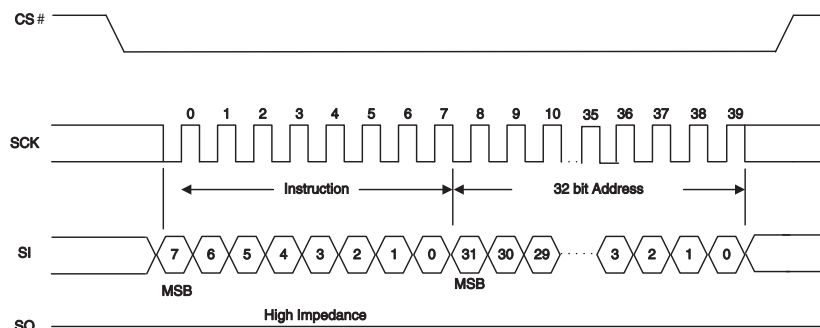 CS #
0 1 2 3 4 5 6 7 8 9 10 35 36 37 38 39
SCK
Instruction 32 bit Address
SI 7 6 5 4 3 2 1 0 31 30 29 3 2 1 0
MSB MSB
High Impedance
SO